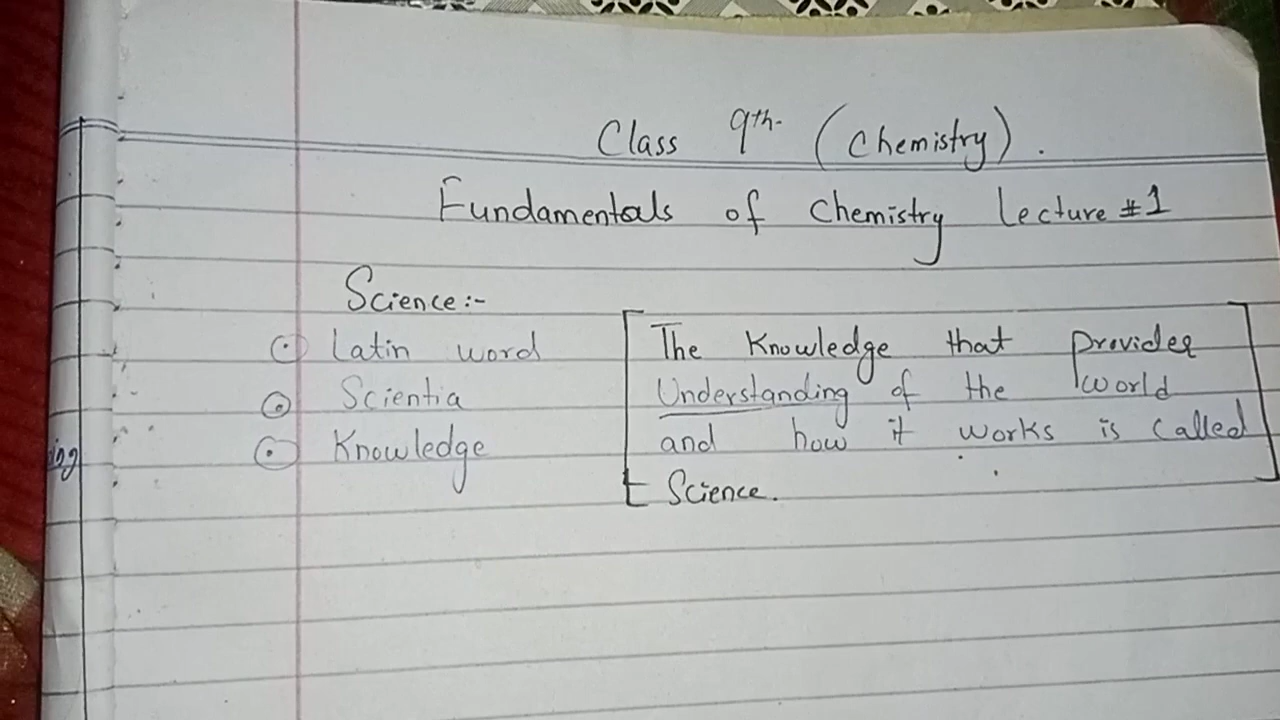 Class 9th. (Chemistry).
Fundamentals of Chemistry Lecture #1
Science:-
Latin word
Scientia
Knowledge
The Knowledge that provides
Understanding of the world
and how it works is called
Science.